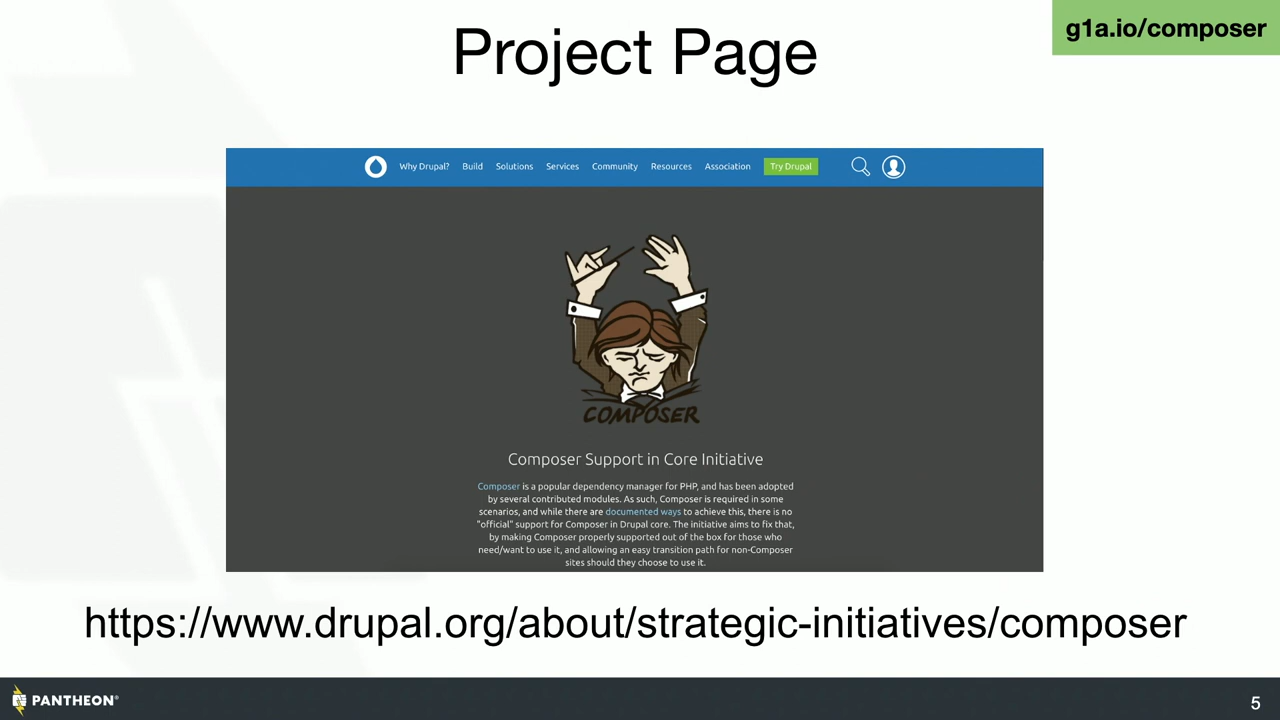 g1a.io/composer
Project Page
Why Drupal? Build Solutions Services Community Resources Association Try Drupal
COMPOSER
Composer Support in Core Initiative
Composer is a popular dependency manager for PHP, and has been adopted
by several contributed modules. As such, Composer is required in some
scenarios, and while there are documented ways to achieve this, there is no
"official" support for Composer in Drupal core. The initiative aims to fix that,
by making Composer properly supported out of the box for those who
need/want to use it, and allowing an easy transition path for non-Composer
sites should they choose to use it.
https://www.drupal.org/about/strategic-initiatives/composer
PANTHEON®
5